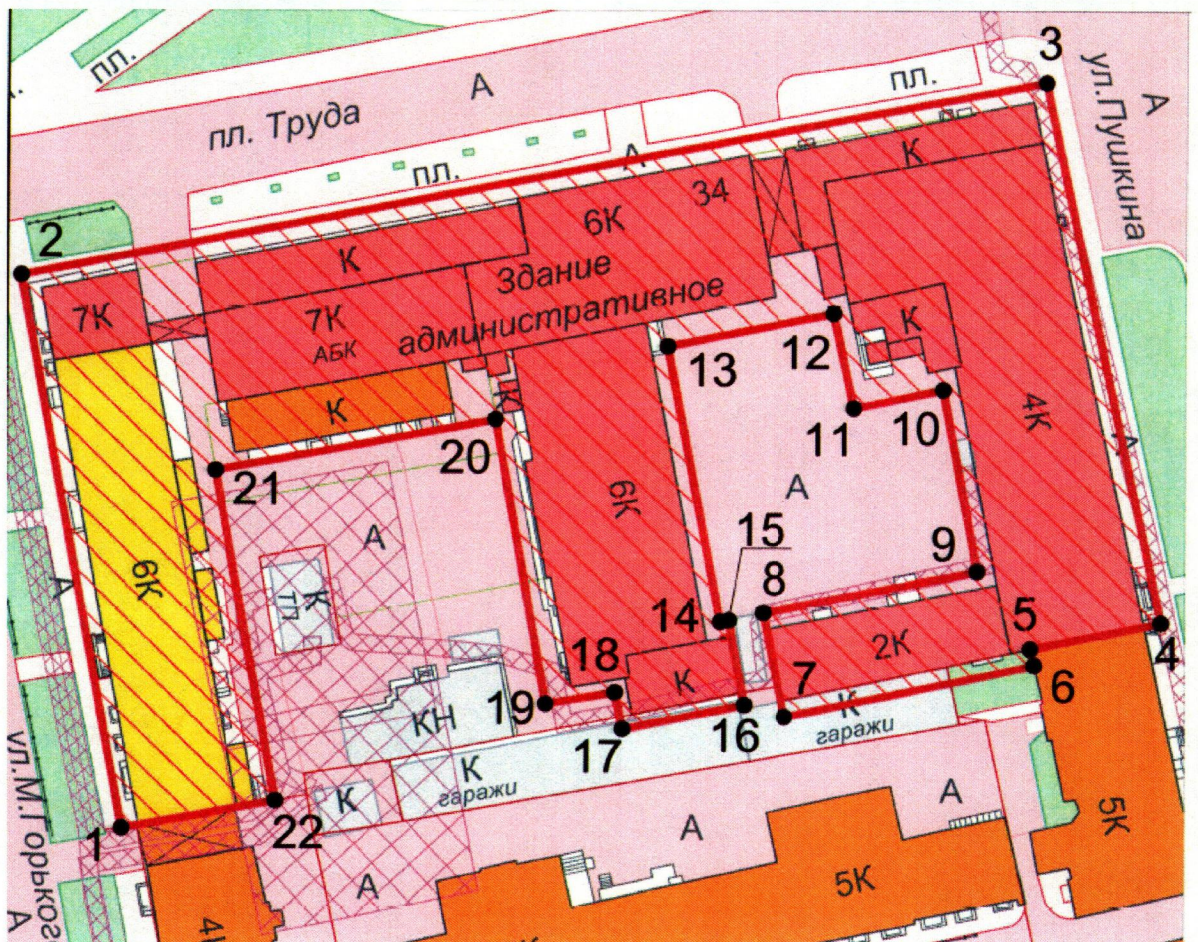 3
пл.
пл.
А
ул.Пушкина
А
пл. Труда
пл.
А
К
34
6К
2
К
Здание
административное
7К
7К
АБК
К
12
13
К
К
11
10
4К
А
20
21
А
6К
А
15
9
8
14
К
ТП
6К
А
5
4
2К
18
6
К
7
19
КН
16
17
К
гаражи
К
гаражи
К
22
А
А
5К
1
ул.М.Горького
А
5К
4К
А
К